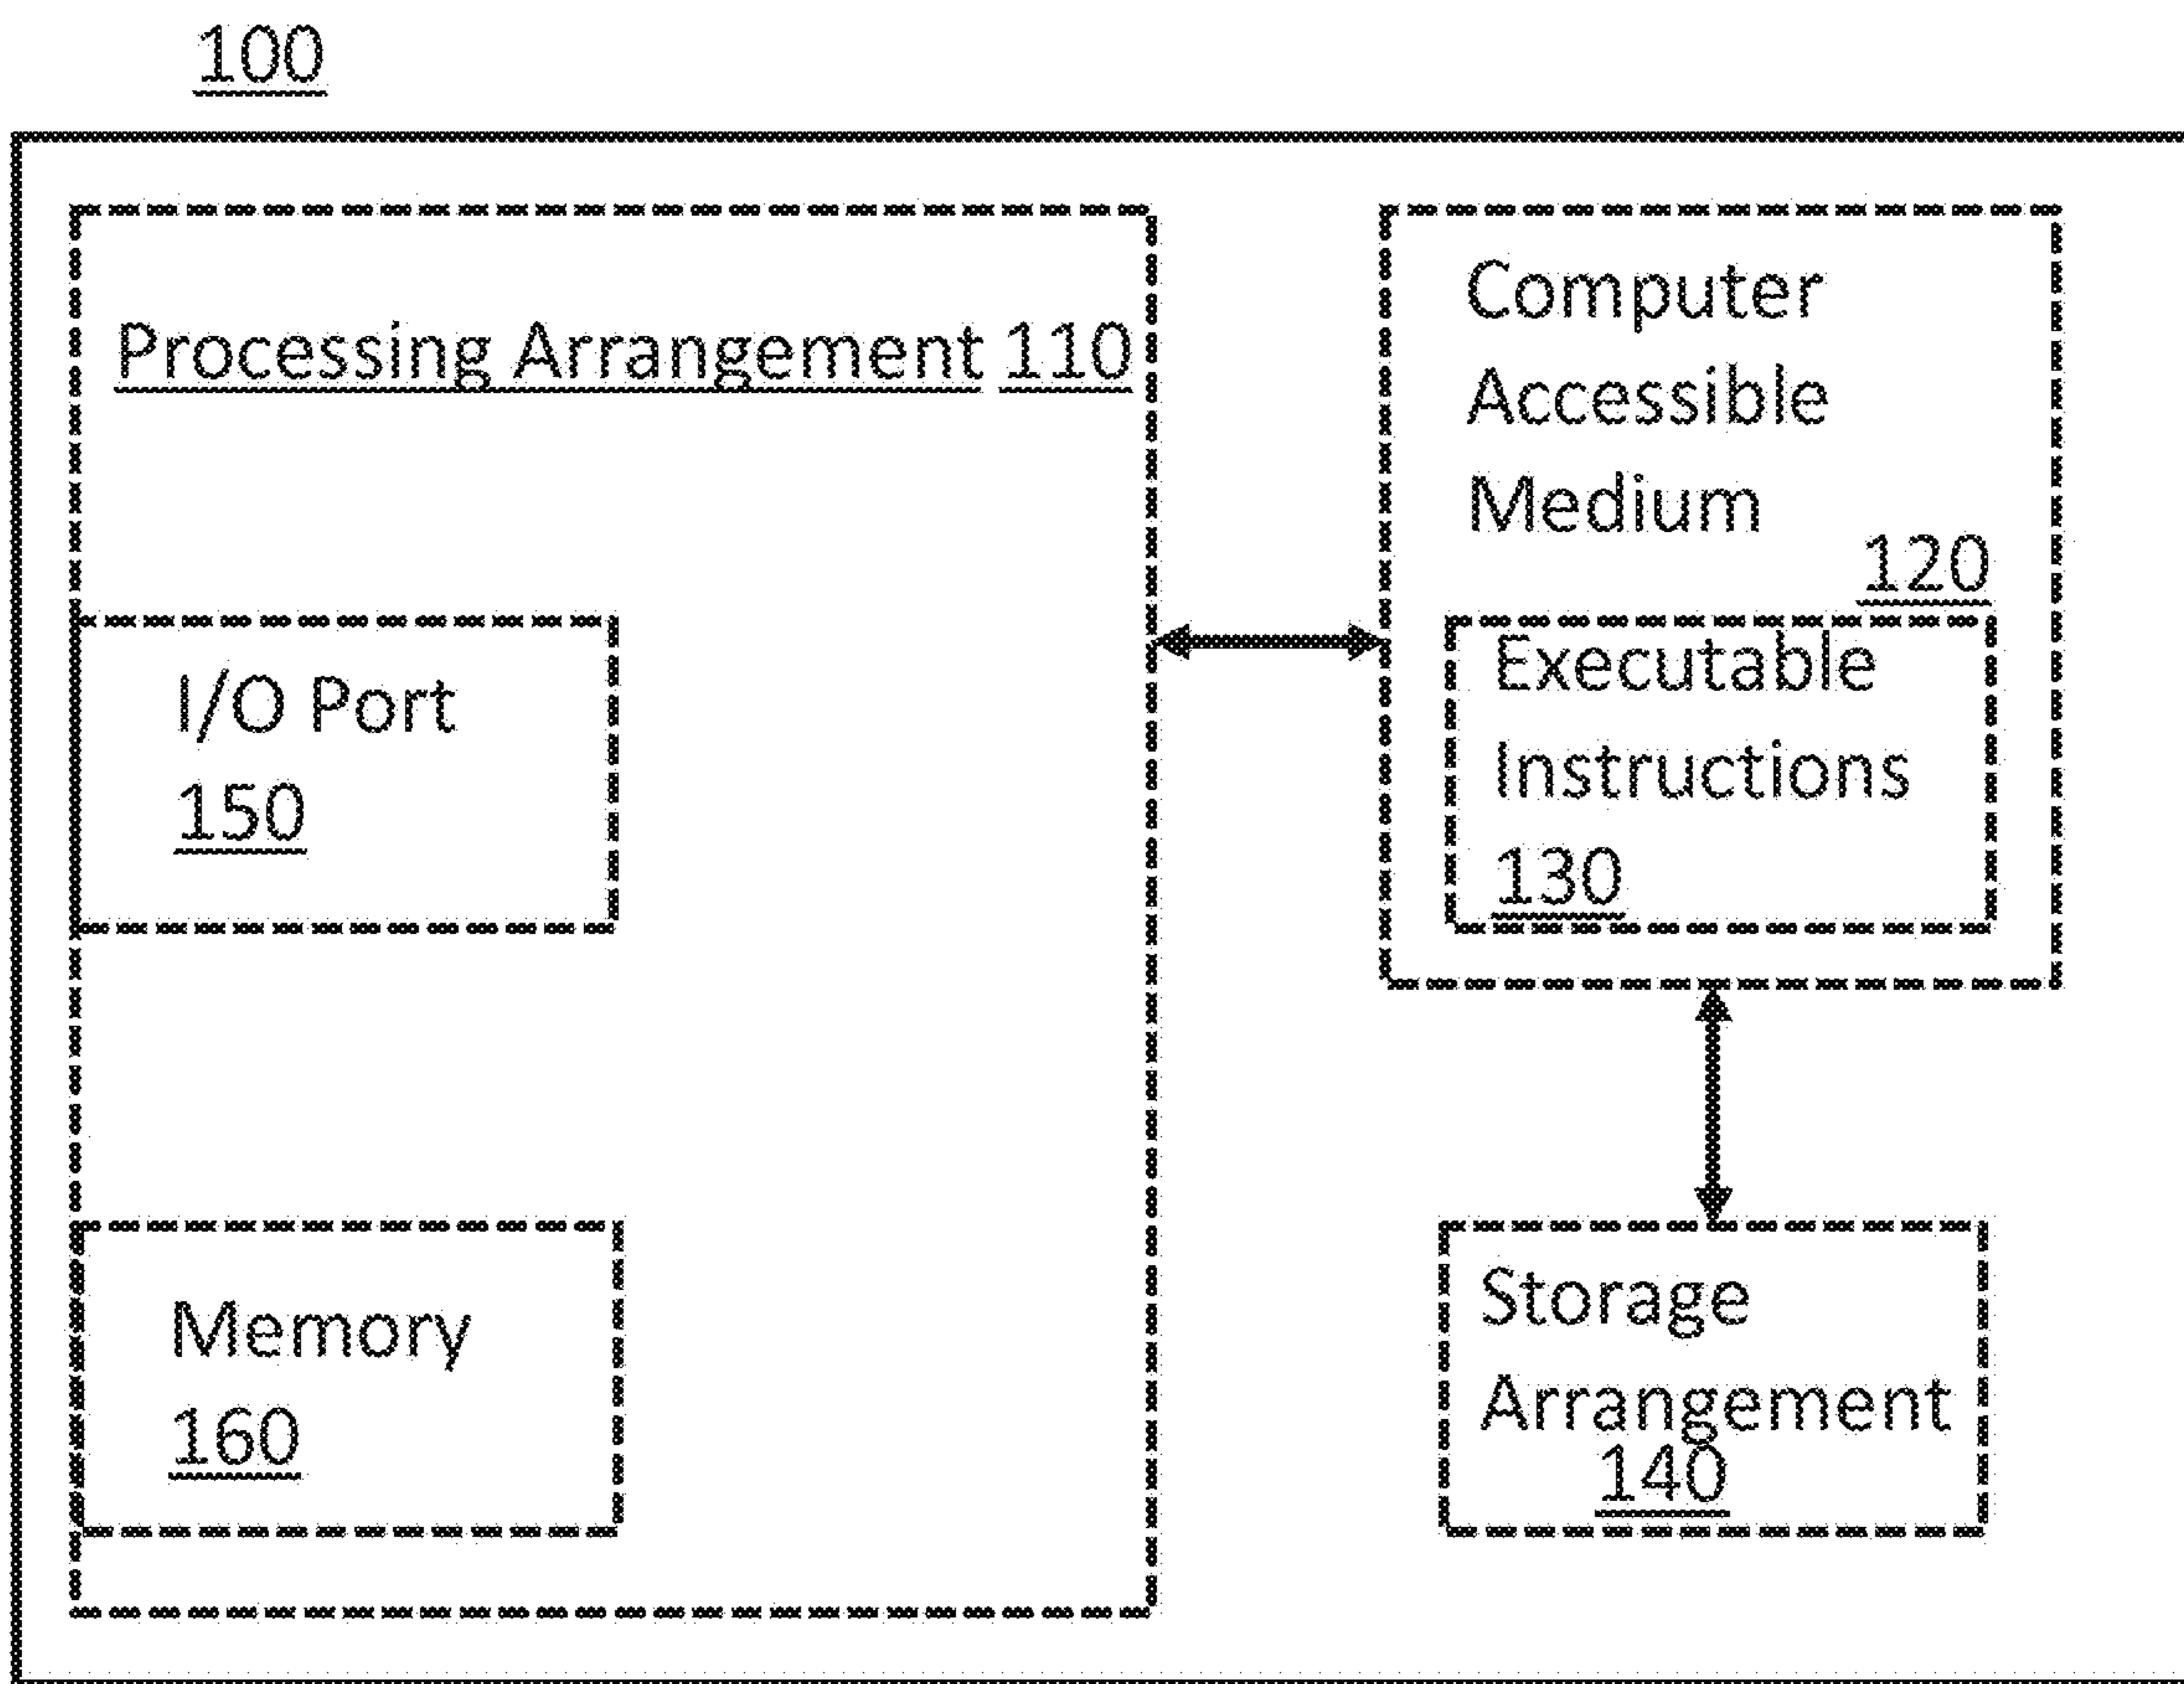 100
Processing Arrangement 110
I/O Port
150
Memory
160
Computer
Accessible
Medium
120
Executable
Instructions
130
Storage
Arrangement
140